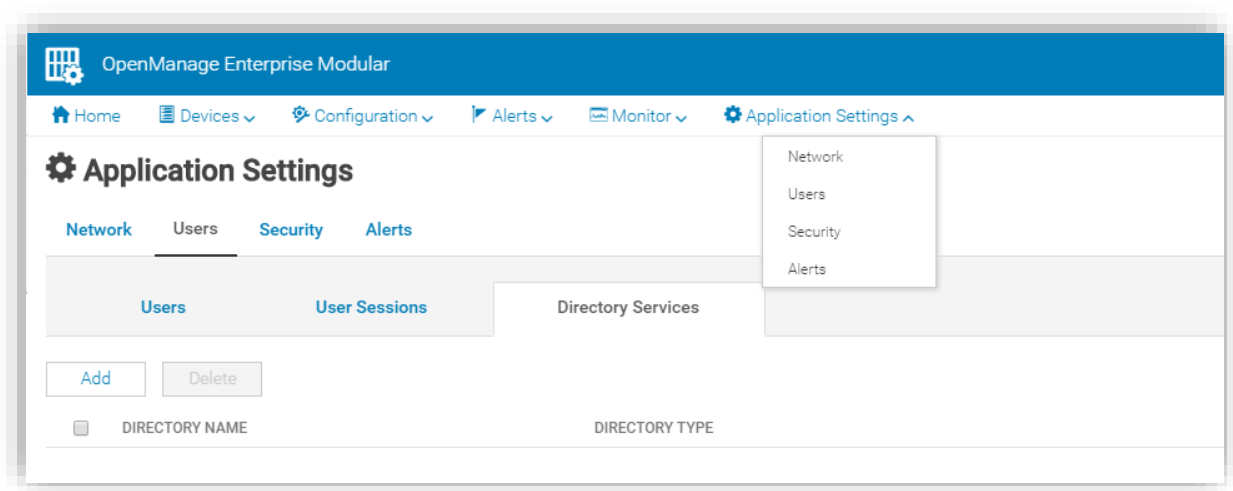 OpenManage Enterprise Modular
Home Devices Configuration Alerts Monitor Application Settings
Application Settings
Network
Users
Security
Alerts
Network Users Security Alerts
Users User Sessions Directory Services
Add Delete
DIRECTORY NAME DIRECTORY TYPE